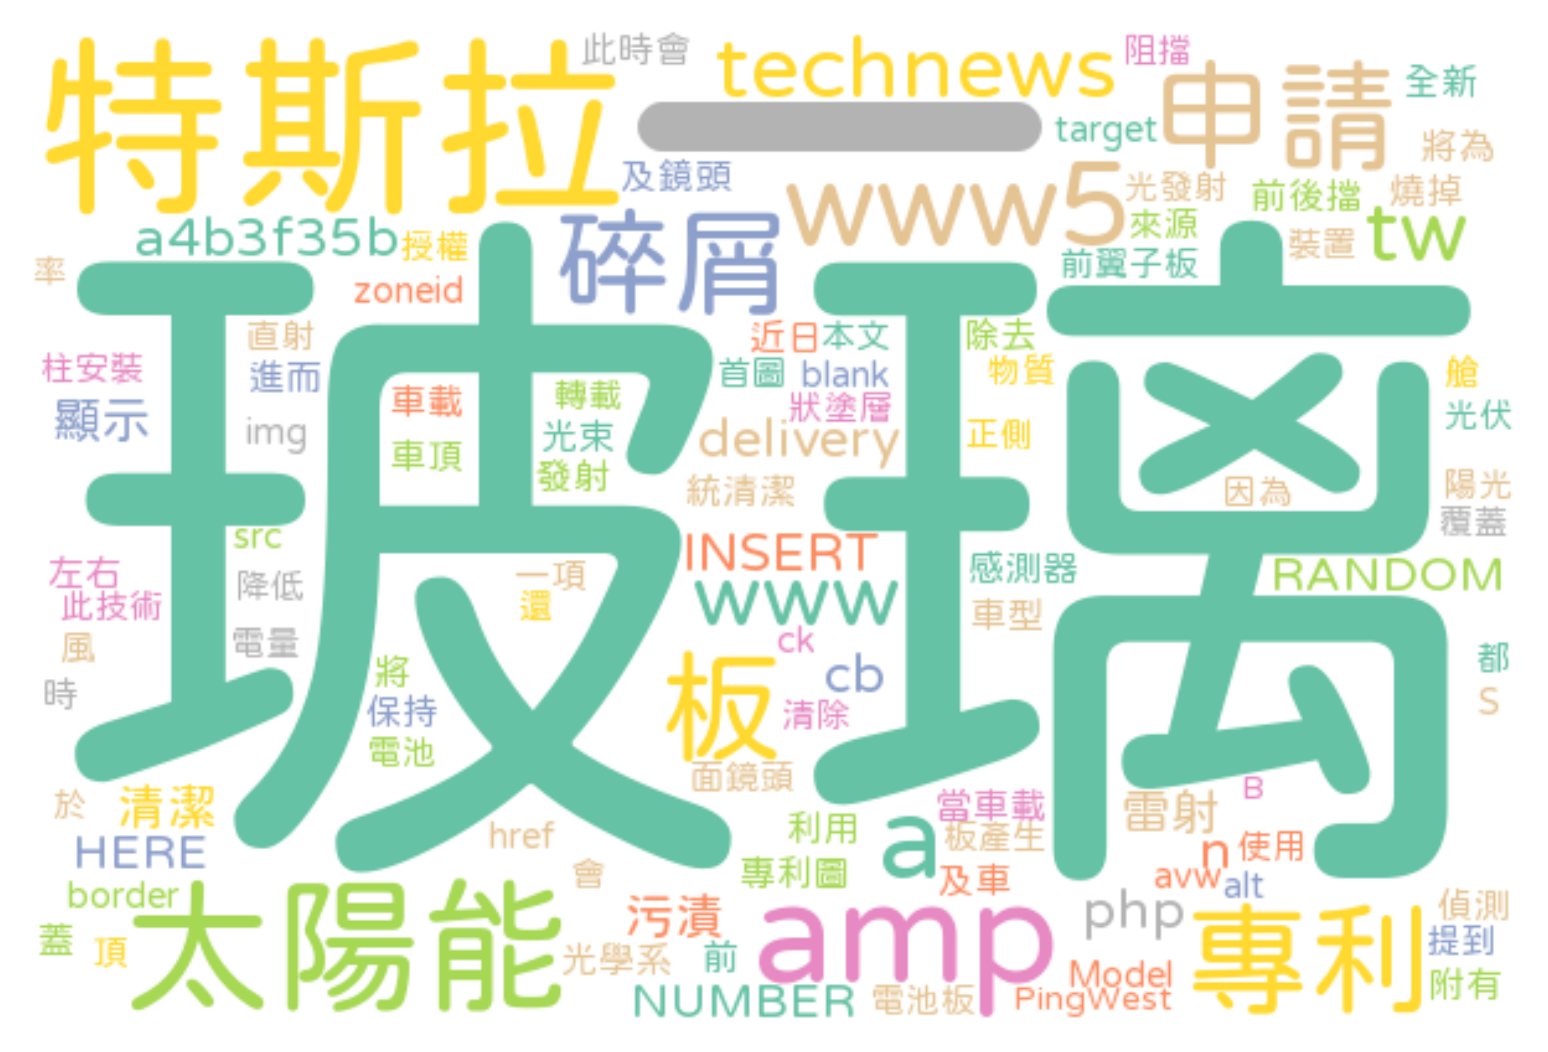 特斯拉
此時會
technews
阻擋
申請
全新
一
target
將為
及鏡頭
www5
光發射
前後擋
燒掉
a4b3f35b
授權
碎屑
來源
裝置
tw
率
zoneid
前翼子板
玻璃
直射
近日
本文
除去
柱安裝
進而
車載
轉載
首圖
blank
物質
艙
顯示
img
車頂
光束
狀塗層
delivery
正側
光伏
發射
統清潔
因為
陽光
覆蓋
src
INSERT
左右
降低
一項
www
感測器
RANDOM
此技術
還
車型
風
電量
ck
都
時
將
板
cb
S
保持
清除
電池
面鏡頭
於
清潔
當車載
雷射
B
HERE
href
利用
a
板產生
n
使用
會
專利圖
及車
avw
alt
border
太陽能
污漬
amp
php
專利
偵測
蓋
頂
光學系
前
提到
Model
附有
NUMBER
電池板
PingWest